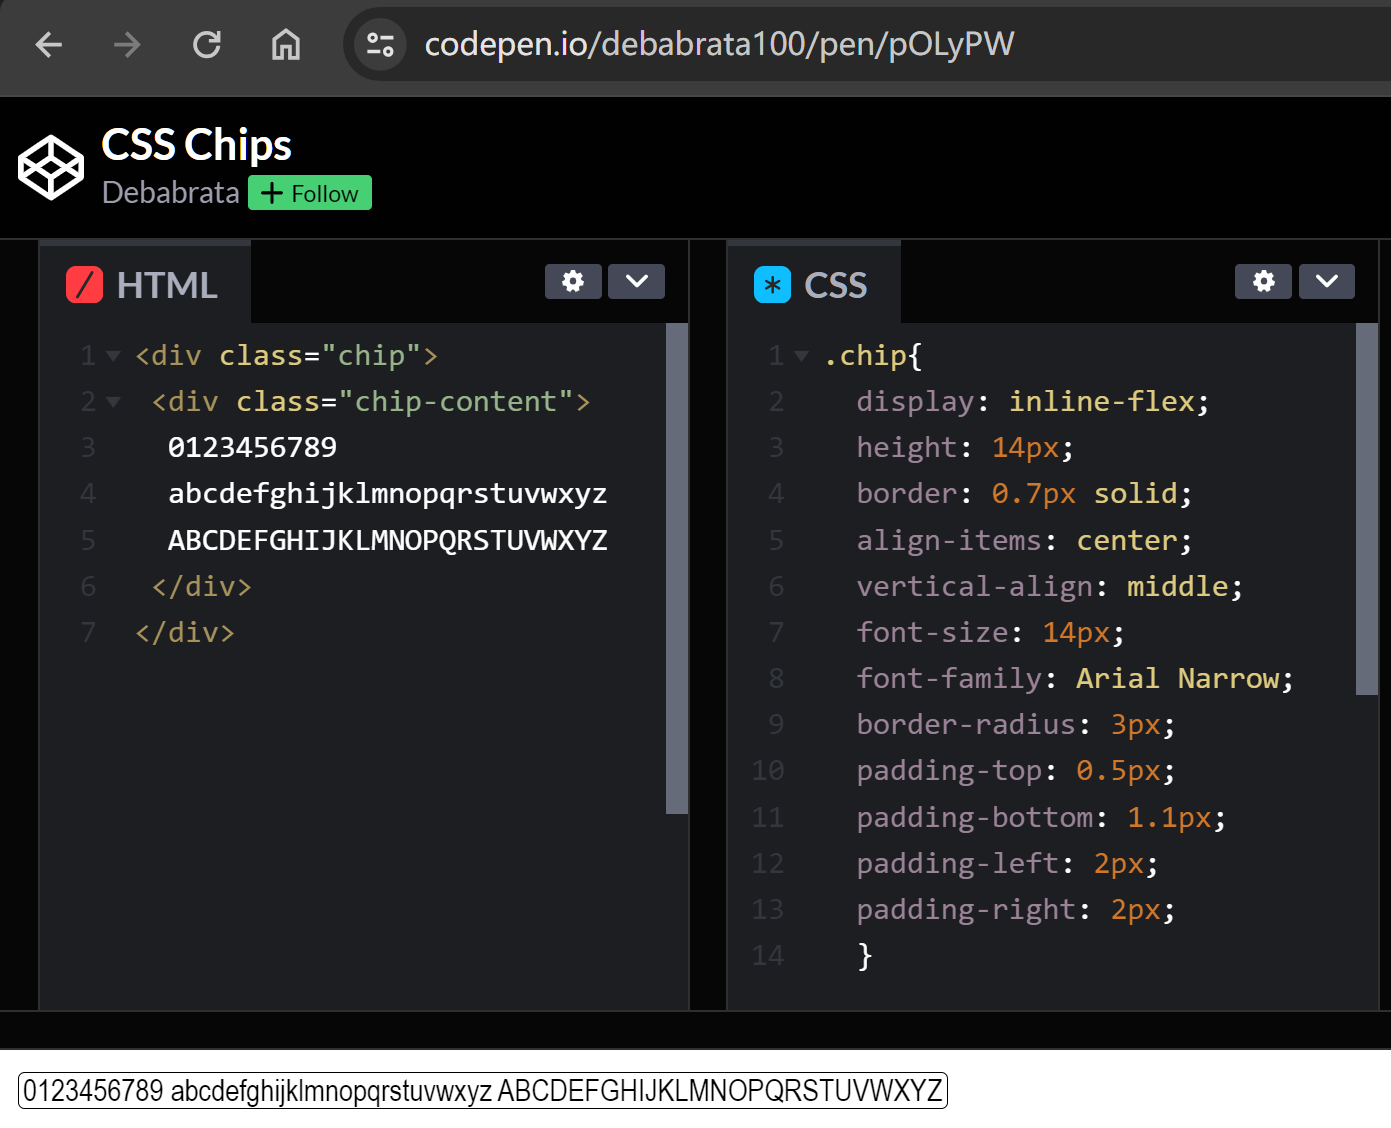 codepen.io/debabrata100/pen/pOLyPW
CSS Chips
Debabrata + Follow
/ HTML
1 <div class="chip">
2 <div class="chip-content">
3 0123456789
4 abcdefghijklmnopqrstuvwxyz
5 ABCDEFGHIJKLMNOPQRSTUVWXYZ
6 </div>
7 </div>
* CSS
1 .chip{
2 display: inline-flex;
3 height: 14px;
4 border: 0.7px solid;
5 align-items: center;
6 vertical-align: middle;
7 font-size: 14px;
8 font-family: Arial Narrow;
9 border-radius: 3px;
10 padding-top: 0.5px;
11 padding-bottom: 1.1px;
12 padding-left: 2px;
13 padding-right: 2px;
14 }
0123456789 abcdefghijklmnopqrstuvwxyz ABCDEFGHIJKLMNOPQRSTUVWXYZ